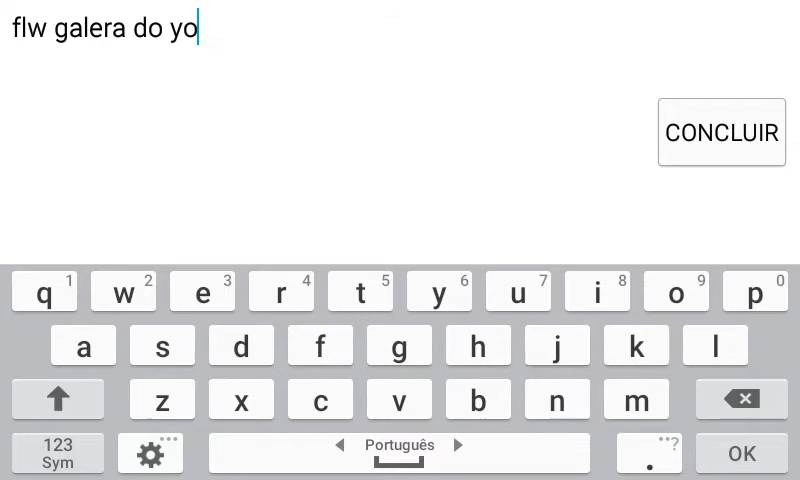 flw galera do yo
CONCLUIR
q 1 w 2 e 3 r 4 t 5 y 6 u 7 i 8 o 9 p 0
a s d f g h j k l
z x c v b n m
123
Sym
... Português . ...? OK